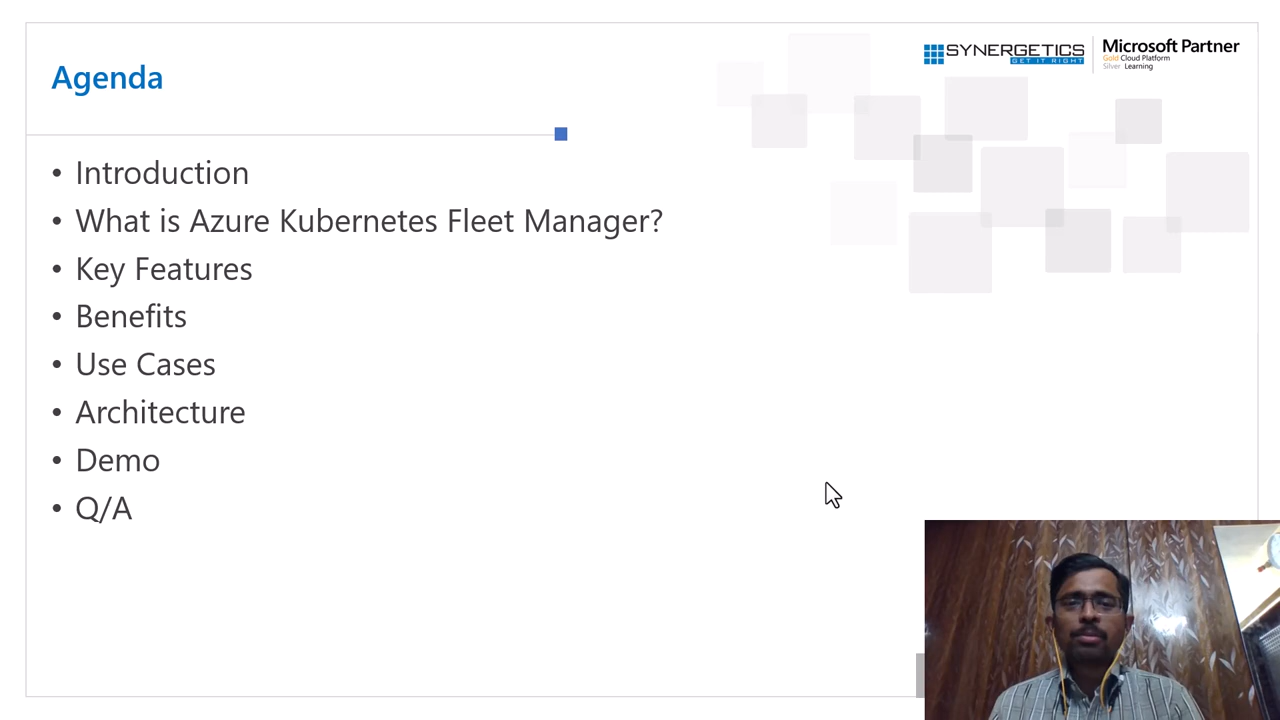 SYNERGETICS
GET IT RIGHT
Microsoft Partner
Gold Cloud Platform
Silver Learning
Agenda
• Introduction
• What is Azure Kubernetes Fleet Manager?
• Key Features
• Benefits
• Use Cases
• Architecture
• Demo
• Q/A